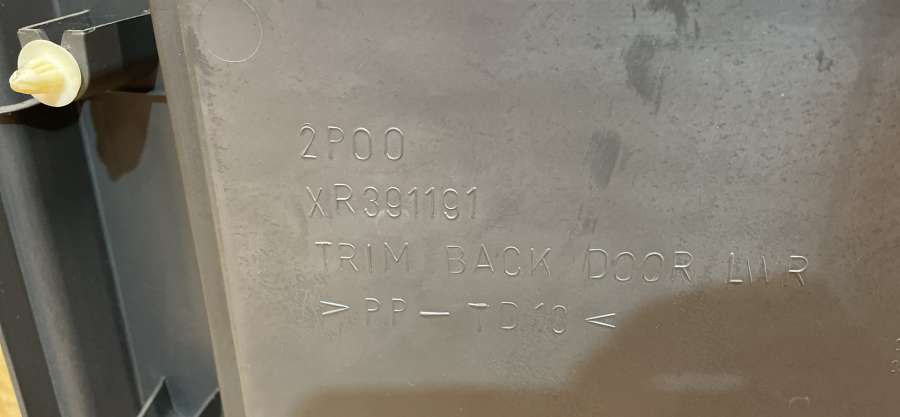 2P00
XR391191
TRIM BACK DOOR LWR
>PP-TD10<